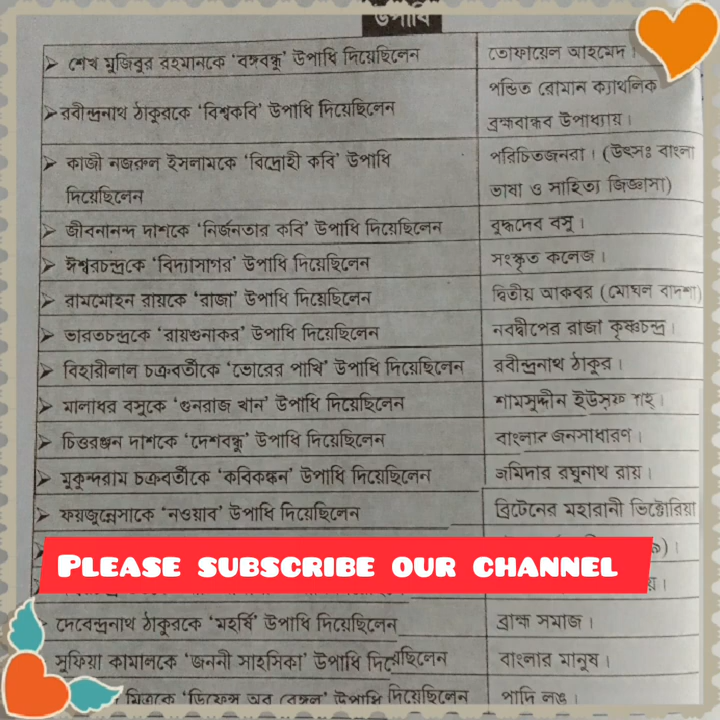 উপাধি
➤ শেখ মুজিবুর রহমানকে ‘বঙ্গবন্ধু’ উপাধি দিয়েছিলেন তোফায়েল আহমেদ।
➤ রবীন্দ্রনাথ ঠাকুরকে ‘বিশ্বকবি’ উপাধি দিয়েছিলেন পন্ডিত রোমান ক্যাথলিক
ব্রহ্মবান্ধব উপাধ্যায়।
➤ কাজী নজরুল ইসলামকে ‘বিদ্রোহী কবি’ উপাধি পরিচিতজনরা। (উৎসঃ বাংলা
দিয়েছিলেন ভাষা ও সাহিত্য জিজ্ঞাসা)
➤ জীবনানন্দ দাশকে ‘নির্জনতার কবি’ উপাধি দিয়েছিলেন বুদ্ধদেব বসু।
➤ ঈশ্বরচন্দ্রকে ‘বিদ্যাসাগর’ উপাধি দিয়েছিলেন সংস্কৃত কলেজ।
➤ রামমোহন রায়কে ‘রাজা’ উপাধি দিয়েছিলেন দ্বিতীয় আকবর (মোঘল বাদশা)
➤ ভারতচন্দ্রকে ‘রায়গুনাকর’ উপাধি দিয়েছিলেন নবদ্বীপের রাজা কৃষ্ণচন্দ্র।
➤ বিহারীলাল চক্রবর্তীকে ‘ভোরের পাখি’ উপাধি দিয়েছিলেন রবীন্দ্রনাথ ঠাকুর।
➤ মালাধর বসুকে ‘গুনরাজ খান’ উপাধি দিয়েছিলেন শামসুদ্দীন ইউসুফ শাহ।
➤ চিত্তরঞ্জন দাশকে ‘দেশবন্ধু’ উপাধি দিয়েছিলেন বাংলার জনসাধারণ।
➤ মুকুন্দরাম চক্রবর্তীকে ‘কবিকঙ্কন’ উপাধি দিয়েছিলেন জমিদার রঘুনাথ রায়।
➤ ফয়জুন্নেসাকে ‘নওয়াব’ উপাধি দিয়েছিলেন ব্রিটেনের মহারানী ভিক্টোরিয়া
PLEASE SUBSCRIBE OUR CHANNEL
দেবেন্দ্রনাথ ঠাকুরকে ‘মহর্ষি’ উপাধি দিয়েছিলেন ব্রাহ্ম সমাজ।
সুফিয়া কামালকে ‘জননী সাহসিকা’ উপাধি দিয়েছিলেন বাংলার মানুষ।
মিত্রকে ‘ডিফেন্স অব বেঙ্গল’ উপাধি দিয়েছিলেন পাদ্রি লঙ।